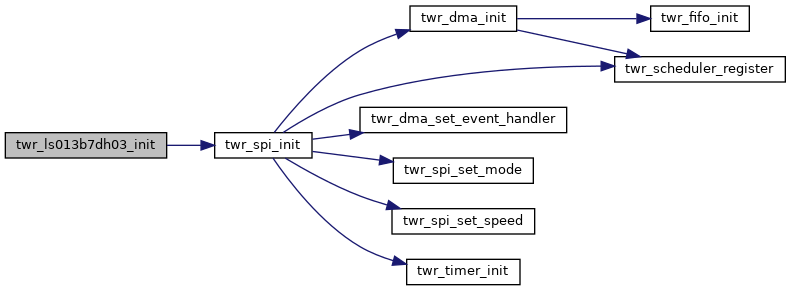 twr_ls013b7dh03_init
twr_spi_init
twr_dma_init
twr_fifo_init
twr_scheduler_register
twr_dma_set_event_handler
twr_spi_set_mode
twr_spi_set_speed
twr_timer_init